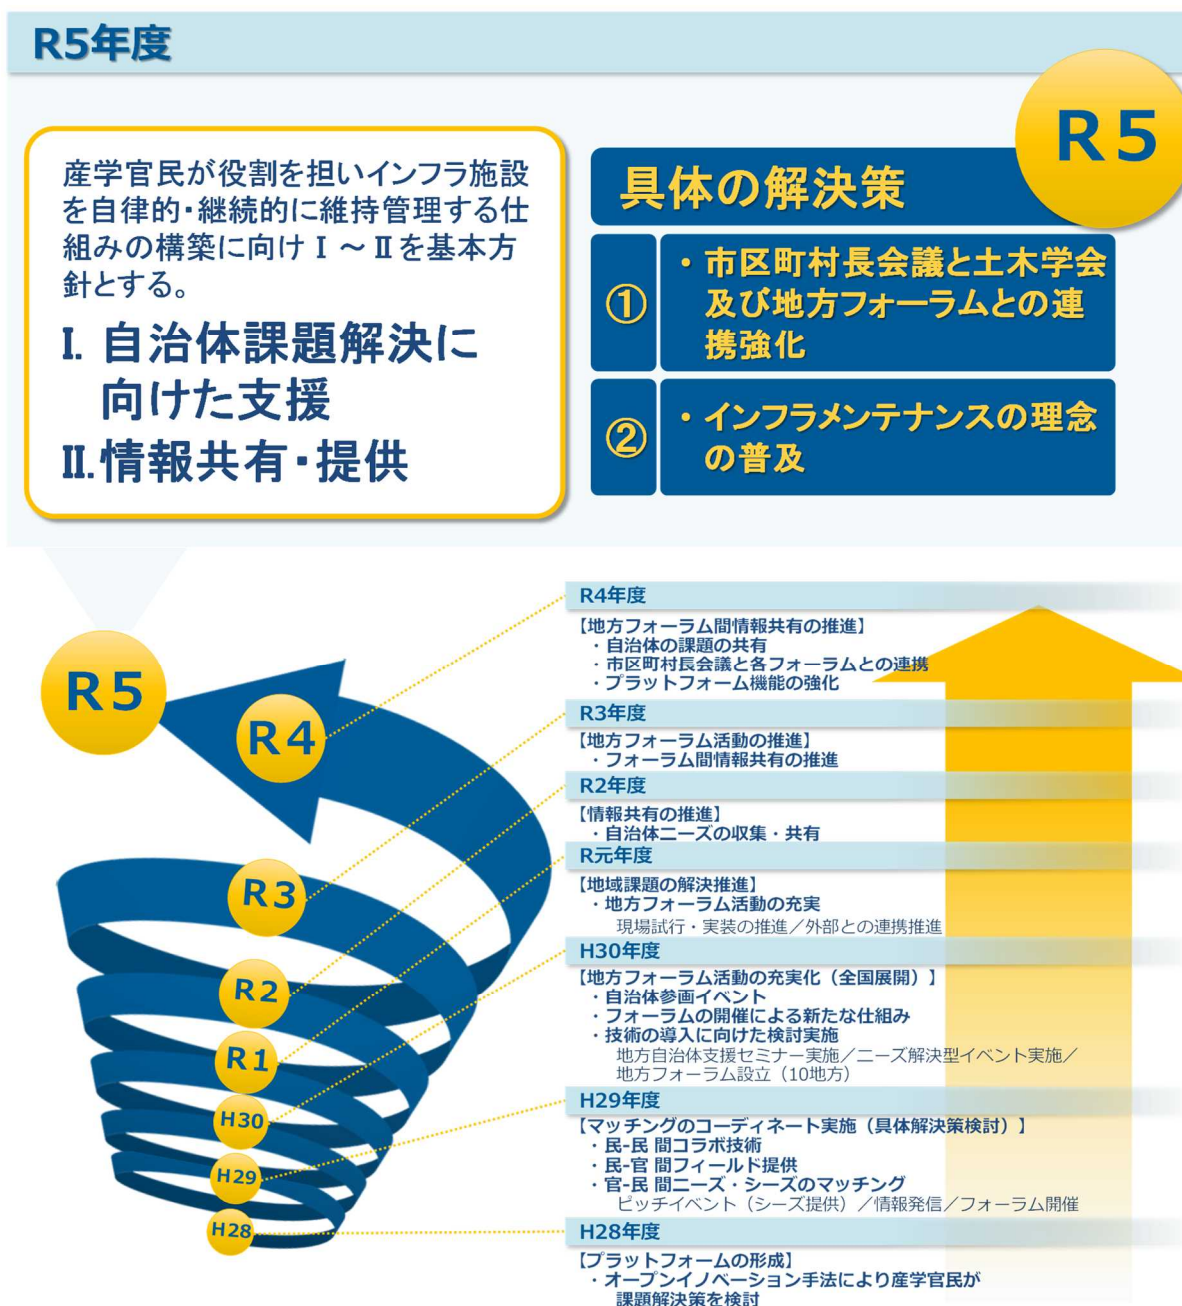 R5年度
R5
産学官民が役割を担いインフラ施設
を自律的・継続的に維持管理する仕
組みの構築に向けⅠ～Ⅱを基本方
針とする。
Ⅰ. 自治体課題解決に
向けた支援
Ⅱ.情報共有・提供
具体の解決策
①
・市区町村長会議と土木学会
及び地方フォーラムとの連
携強化
②
・インフラメンテナンスの理念
の普及
R5
R4
R3
R2
R1
H30
H29
H28
R4年度
【地方フォーラム間情報共有の推進】
・自治体の課題の共有
・市区町村長会議と各フォーラムとの連携
・プラットフォーム機能の強化
R3年度
【地方フォーラム活動の推進】
・フォーラム間情報共有の推進
R2年度
【情報共有の推進】
・自治体ニーズの収集・共有
R元年度
【地域課題の解決推進】
・地方フォーラム活動の充実
現場試行・実装の推進／外部との連携推進
H30年度
【地方フォーラム活動の充実化（全国展開）】
・自治体参画イベント
・フォーラムの開催による新たな仕組み
・技術の導入に向けた検討実施
地方自治体支援セミナー実施／ニーズ解決型イベント実施／
地方フォーラム設立（10地方）
H29年度
【マッチングのコーディネート実施（具体解決策検討）】
・民-民 間コラボ技術
・民-官 間フィールド提供
・官-民 間ニーズ・シーズのマッチング
ピッチイベント（シーズ提供）／情報発信／フォーラム開催
H28年度
【プラットフォームの形成】
・オープンイノベーション手法により産学官民が
課題解決策を検討